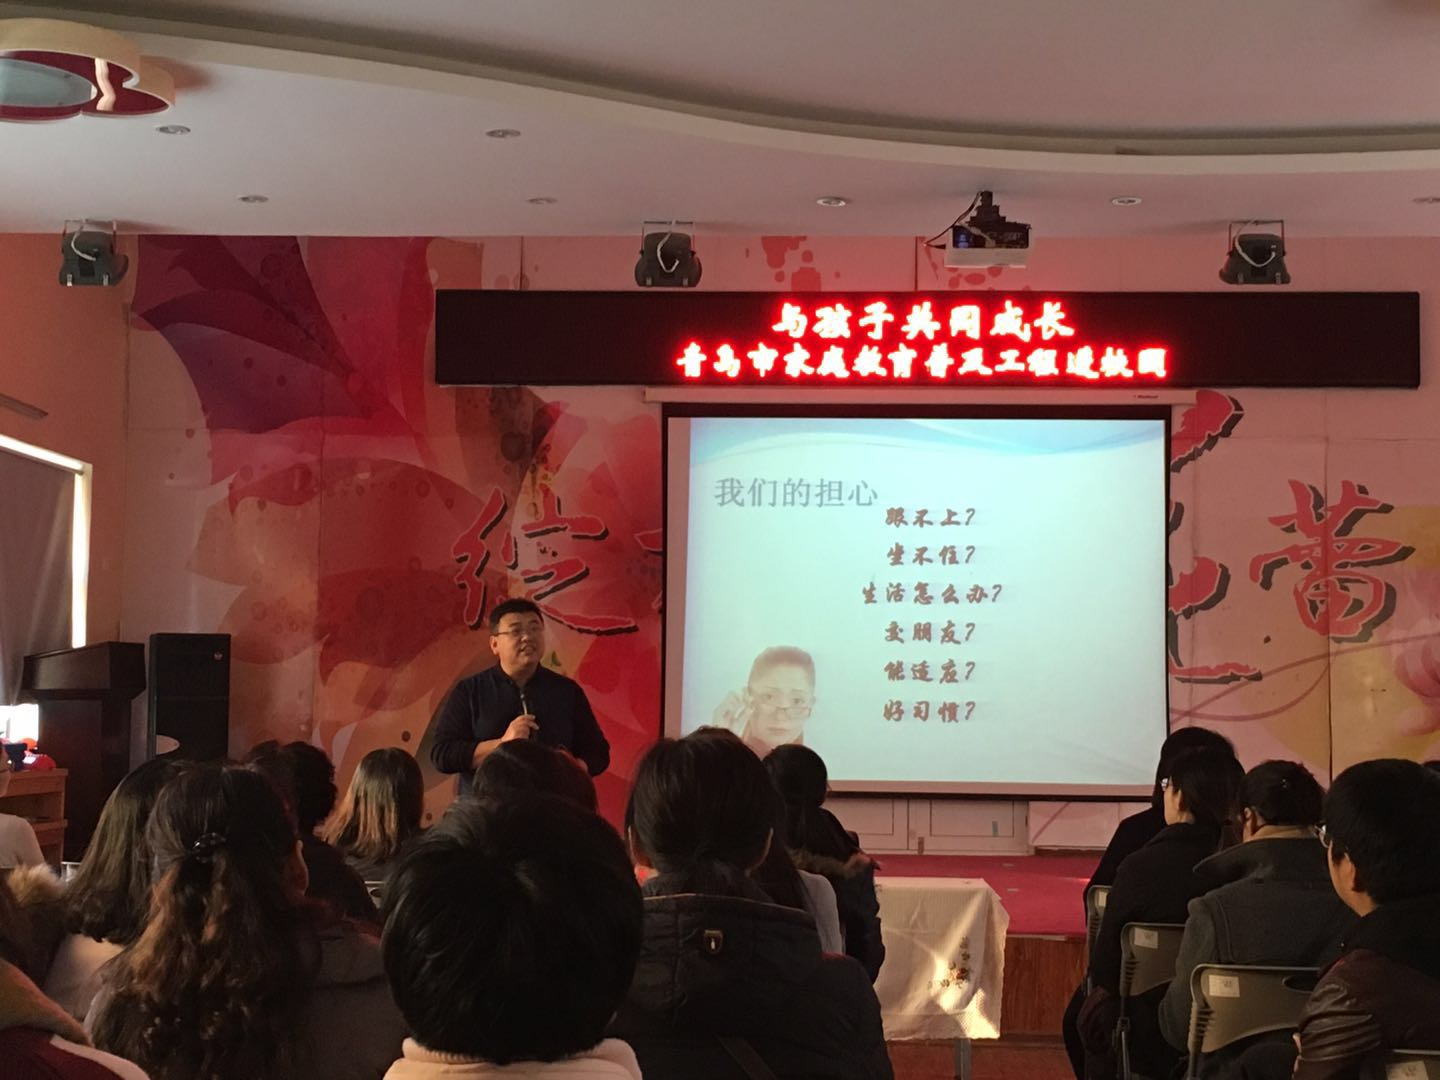 与孩子共同成长
青岛市家庭教育普及工程进校园
我们的担心
跟不上?
坐不住?
生活怎么办?
交朋友?
能适应?
好习惯?
绽
蕾